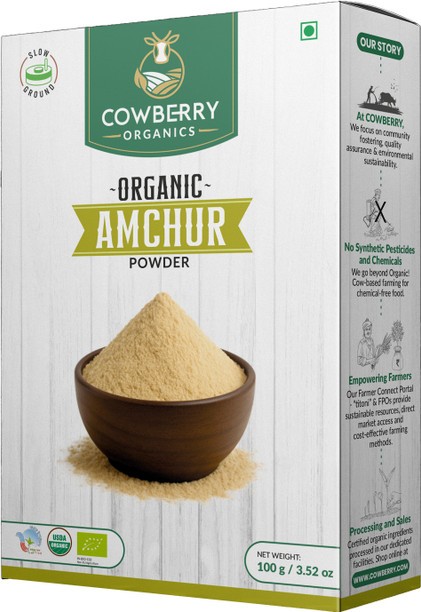 SLOW
GROUND
COWBERRY
ORGANICS
~ORGANIC~
AMCHUR
POWDER
USDA
ORGANIC
NET WEIGHT:
100 g / 3.52 oz
OUR STORY
At COWBERRY,
We focus on community
fostering, quality
assurance & environmental
sustainability.
X
No Synthetic Pesticides
and Chemicals
We go beyond Organic!
Cow-based farming for
chemical-free food.
Empowering Farmers
Our Farmer Connect Portal
- "titoni" & FPOs provide
sustainable resources, direct
market access and
cost-effective farming
methods.
Processing and Sales
Certified organic ingredients
processed in our dedicated
facilities. Shop online at
WWW.COWBERRY.COM